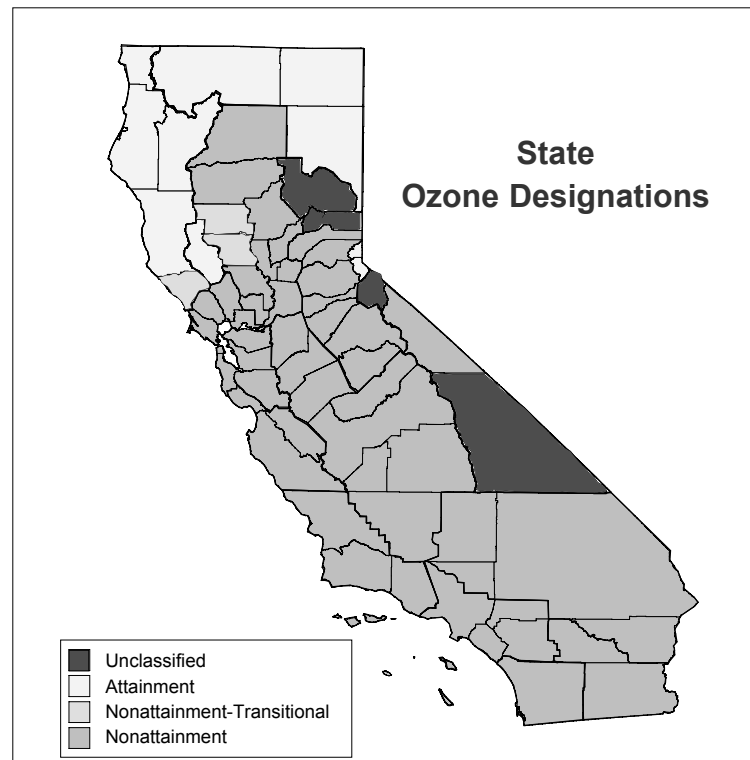 State
Ozone Designations
Unclassified
Attainment
Nonattainment-Transitional
Nonattainment